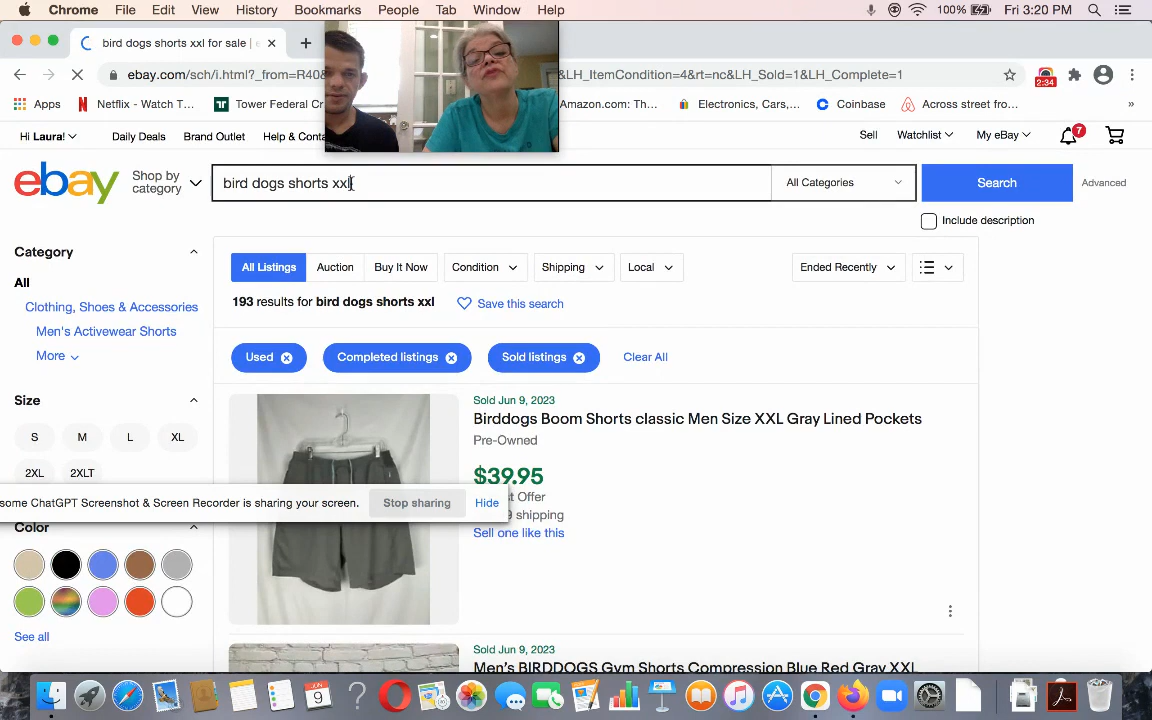 Chrome File Edit View History Bookmarks People Tab Window Help 100% Fri 3:20 PM
bird dogs shorts xxl for sale |
ebay.com/sch/i.html?_from=R40& &LH_ItemCondition=4&rt=nc&LH_Sold=1&LH_Complete=1 2:34
Apps Netflix - Watch T... Tower Federal Cr Amazon.com: Th... Electronics, Cars,... Coinbase Across street fro... »
Hi Laura! Daily Deals Brand Outlet Help & Conta Sell Watchlist My eBay 7
ebay Shop by category bird dogs shorts xxl All Categories Search Advanced
Include description
Category
All
Clothing, Shoes & Accessories
Men's Activewear Shorts
More
Size
S M L XL
2XL 2XLT
All Listings Auction Buy It Now Condition Shipping Local Ended Recently
193 results for bird dogs shorts xxl Save this search
Used Completed listings Sold listings Clear All
Sold Jun 9, 2023
Birddogs Boom Shorts classic Men Size XXL Gray Lined Pockets
Pre-Owned
$39.95
t Offer
9 shipping
Sell one like this
some ChatGPT Screenshot & Screen Recorder is sharing your screen. Stop sharing Hide
Color
See all
Sold Jun 9, 2023
Men's BIRDDOGS Gym Shorts Compression Blue Red Gray XXL
JUN 9